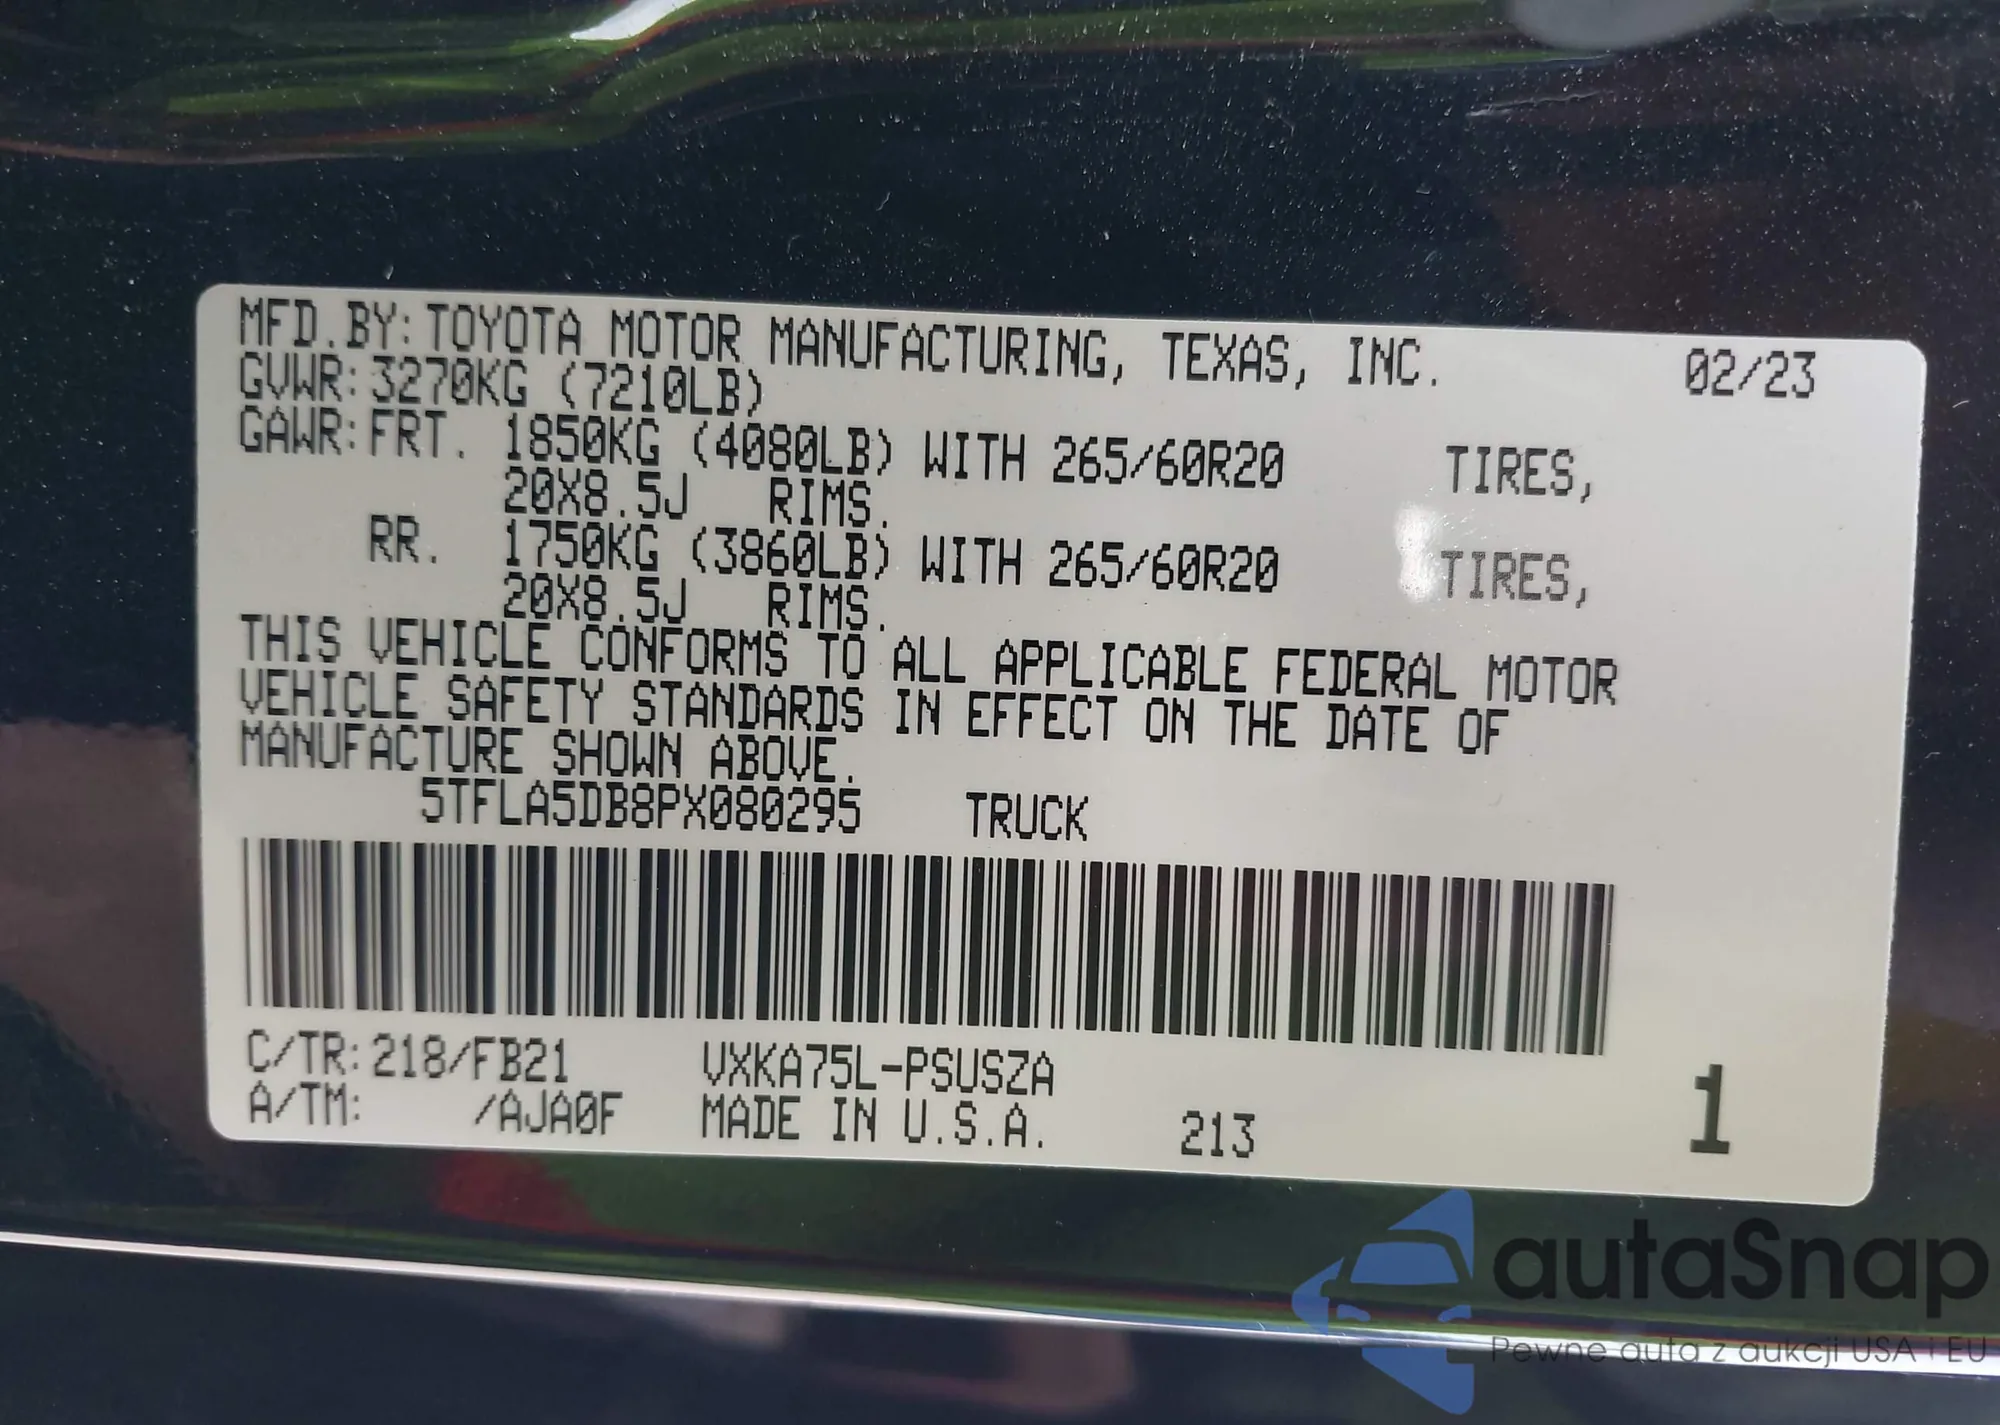 MFD.BY:TOYOTA MOTOR MANUFACTURING, TEXAS, INC. 02/23
GVWR:3270KG (7210LB)
GAWR:FRT. 1850KG (4080LB) WITH 265/60R20 TIRES,
20X8.5J RIMS.
RR. 1750KG (3860LB) WITH 265/60R20 TIRES,
20X8.5J RIMS.
THIS VEHICLE CONFORMS TO ALL APPLICABLE FEDERAL MOTOR
VEHICLE SAFETY STANDARDS IN EFFECT ON THE DATE OF
MANUFACTURE SHOWN ABOVE.
5TFLA5DB8PX080295 TRUCK
C/TR:218/FB21 VXKA75L-PSUSZA
A/TM: /AJA0F MADE IN U.S.A. 213 1
autaSnap
Pewne auta z aukcji USA i EU